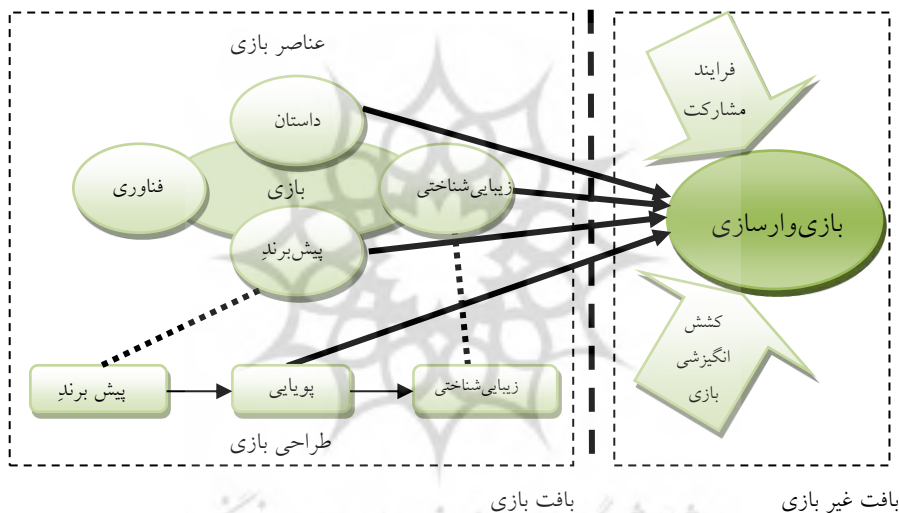 عناصر بازی
داستان
فناوری
بازی
زیبایی‌شناختی
پیش‌برندِ
پیش برندِ
پویایی
زیبایی‌شناختی
طراحی بازی
بافت بازی
فرایند
مشارکت
بازی‌وارسازی
کشش
انگیزشی
بازی
بافت غیر بازی